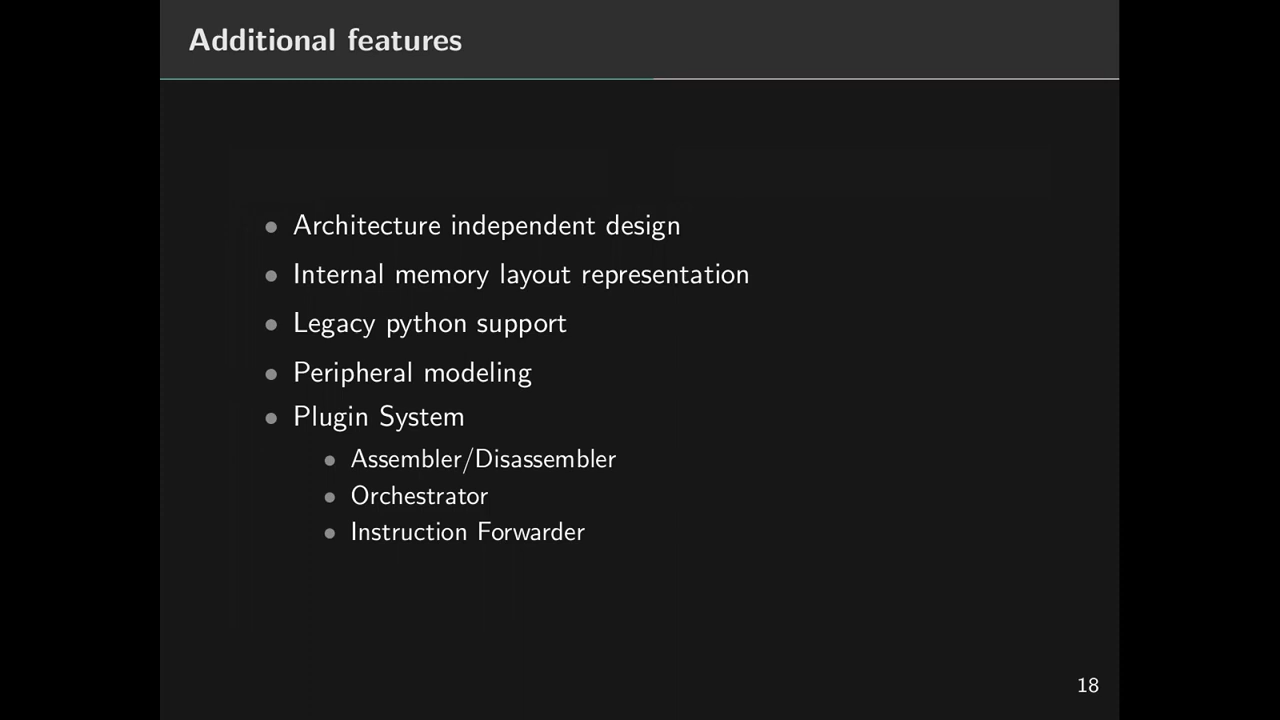 Additional features
• Architecture independent design
• Internal memory layout representation
• Legacy python support
• Peripheral modeling
• Plugin System
• Assembler/Disassembler
• Orchestrator
• Instruction Forwarder
18